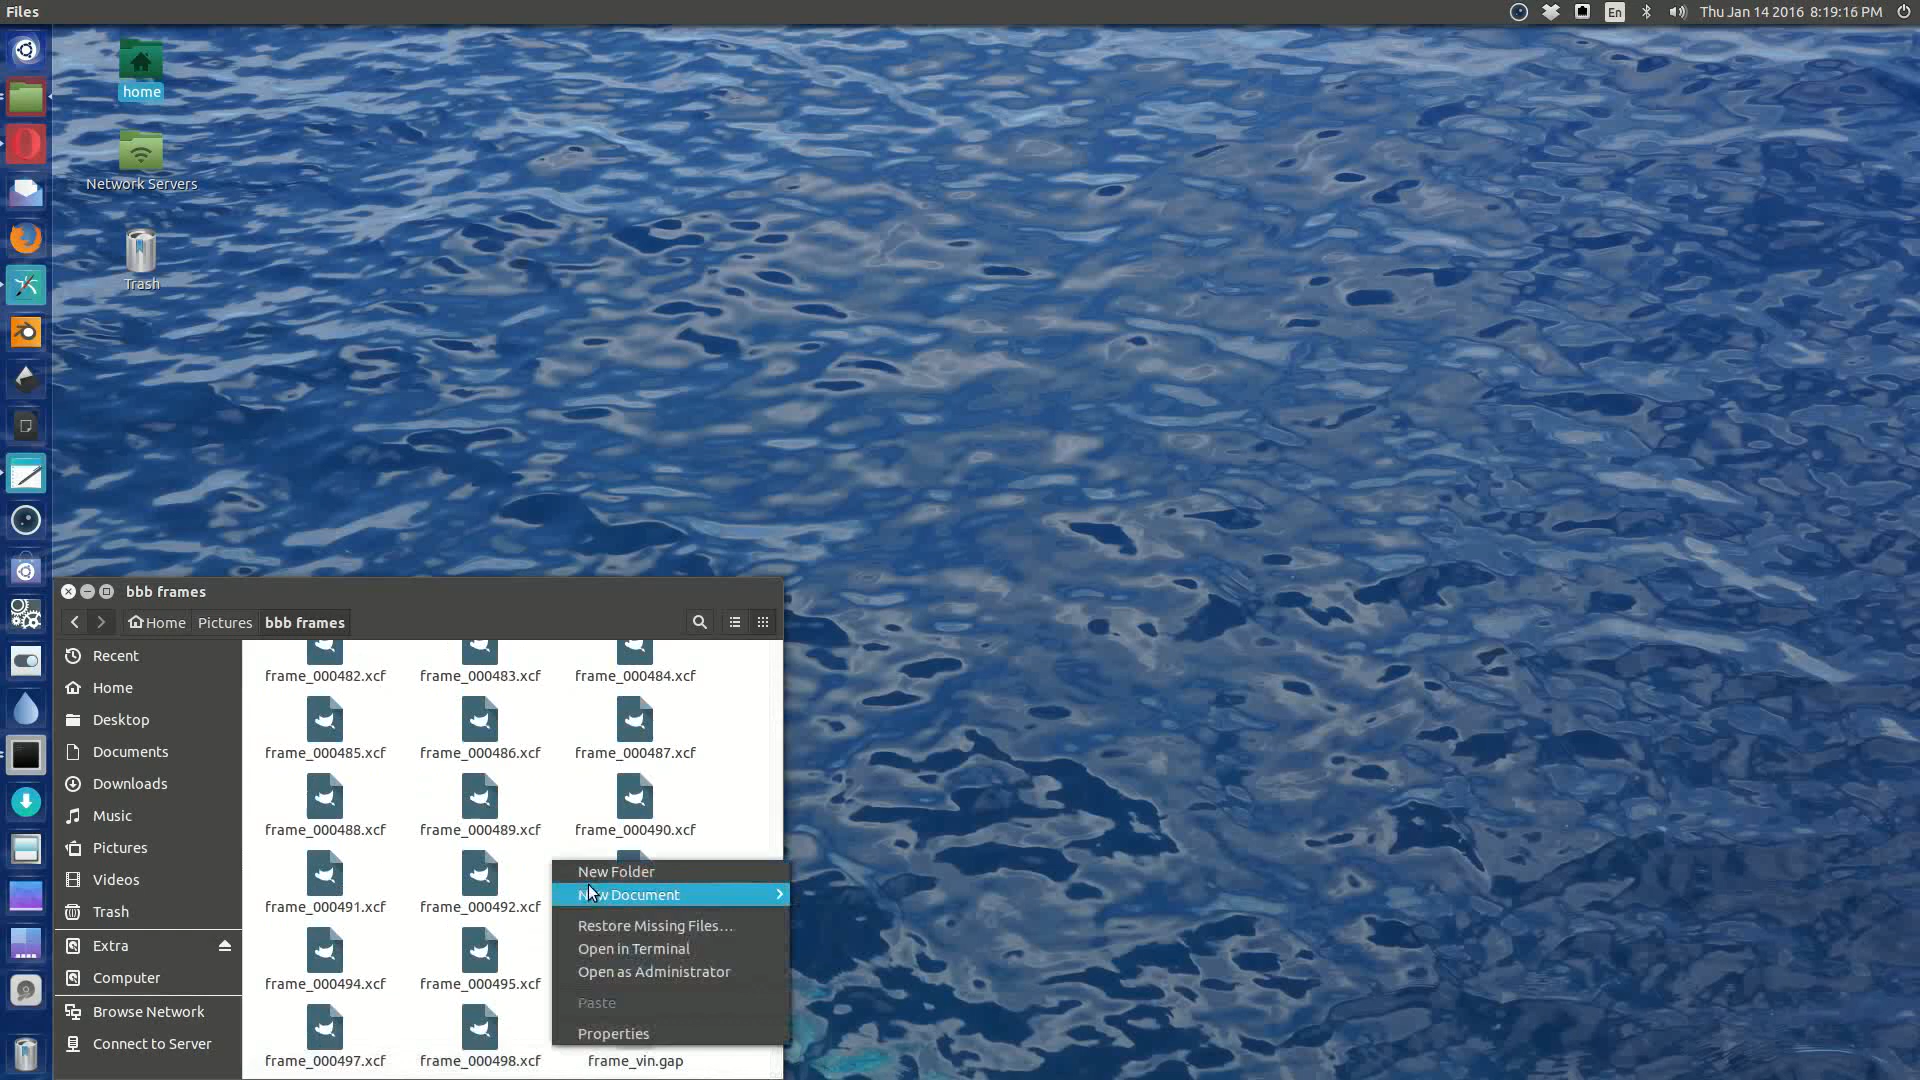 Files
En
Thu Jan 14 2016 8:19:16 PM
home
Network Servers
Trash
bbb frames
Home
Pictures
bbb frames
Recent
Home
Desktop
Documents
Downloads
Music
Pictures
Videos
Trash
Extra
Computer
Browse Network
Connect to Server
frame_000482.xcf
frame_000483.xcf
frame_000484.xcf
frame_000485.xcf
frame_000486.xcf
frame_000487.xcf
frame_000488.xcf
frame_000489.xcf
frame_000490.xcf
frame_000491.xcf
frame_000492.xcf
frame_000494.xcf
frame_000495.xcf
frame_000497.xcf
frame_000498.xcf
frame_vin.gap
New Folder
New Document
Restore Missing Files…
Open in Terminal
Open as Administrator
Paste
Properties